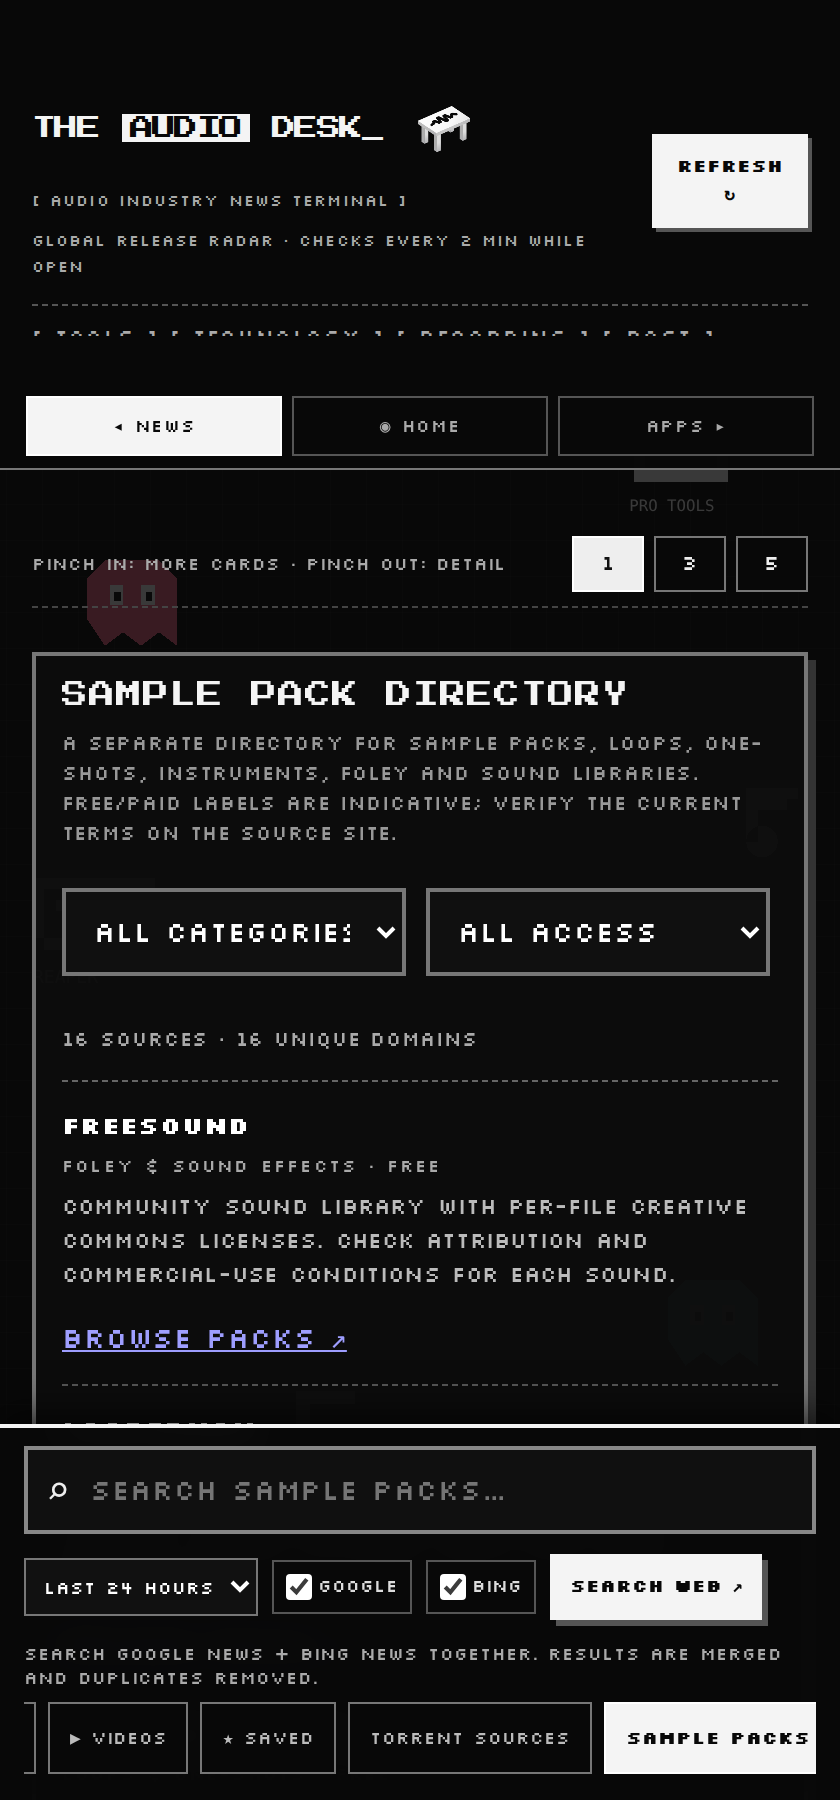 THE AUDIO DESK_
REFRESH
↻
[ AUDIO INDUSTRY NEWS TERMINAL ]
GLOBAL RELEASE RADAR · CHECKS EVERY 2 MIN WHILE
OPEN
◂ NEWS
◉ HOME
APPS ▸
PRO TOOLS
PINCH IN: MORE CARDS · PINCH OUT: DETAIL
1
3
5
SAMPLE PACK DIRECTORY
A SEPARATE DIRECTORY FOR SAMPLE PACKS, LOOPS, ONE-
SHOTS, INSTRUMENTS, FOLEY AND SOUND LIBRARIES.
FREE/PAID LABELS ARE INDICATIVE; VERIFY THE CURRENT
TERMS ON THE SOURCE SITE.
ALL CATEGORIES
ALL ACCESS
16 SOURCES · 16 UNIQUE DOMAINS
FREESOUND
FOLEY & SOUND EFFECTS · FREE
COMMUNITY SOUND LIBRARY WITH PER-FILE CREATIVE
COMMONS LICENSES. CHECK ATTRIBUTION AND
COMMERCIAL-USE CONDITIONS FOR EACH SOUND.
BROWSE PACKS ↗
SEARCH SAMPLE PACKS…
LAST 24 HOURS
GOOGLE
BING
SEARCH WEB ↗
SEARCH GOOGLE NEWS + BING NEWS TOGETHER. RESULTS ARE MERGED
AND DUPLICATES REMOVED.
▶ VIDEOS
★ SAVED
TORRENT SOURCES
SAMPLE PACKS